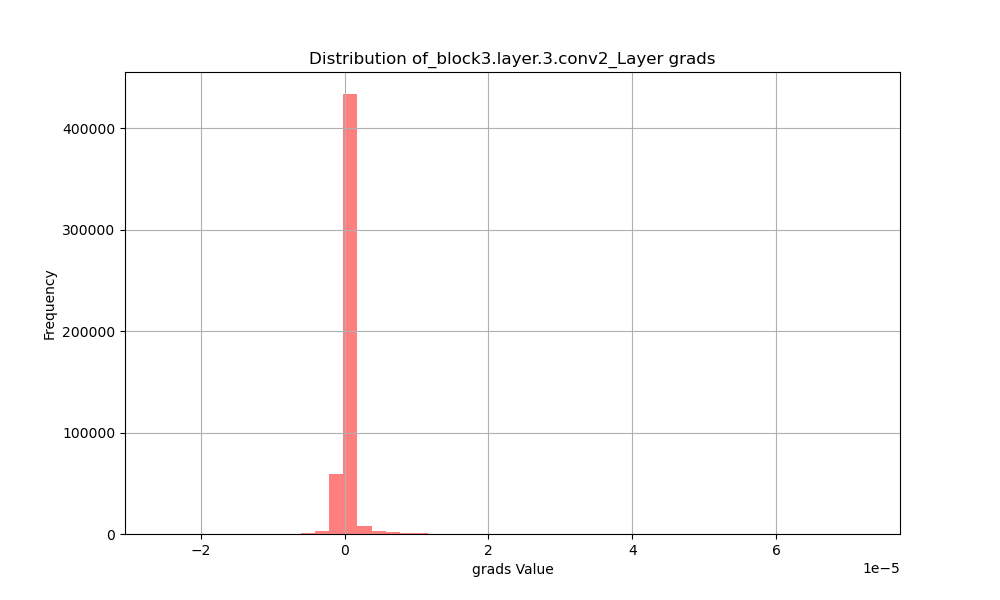 Distribution of_block3.layer.3.conv2_Layer grads
400000
300000
200000
100000
0
Frequency
−2
0
2
4
6
1e−5
grads Value